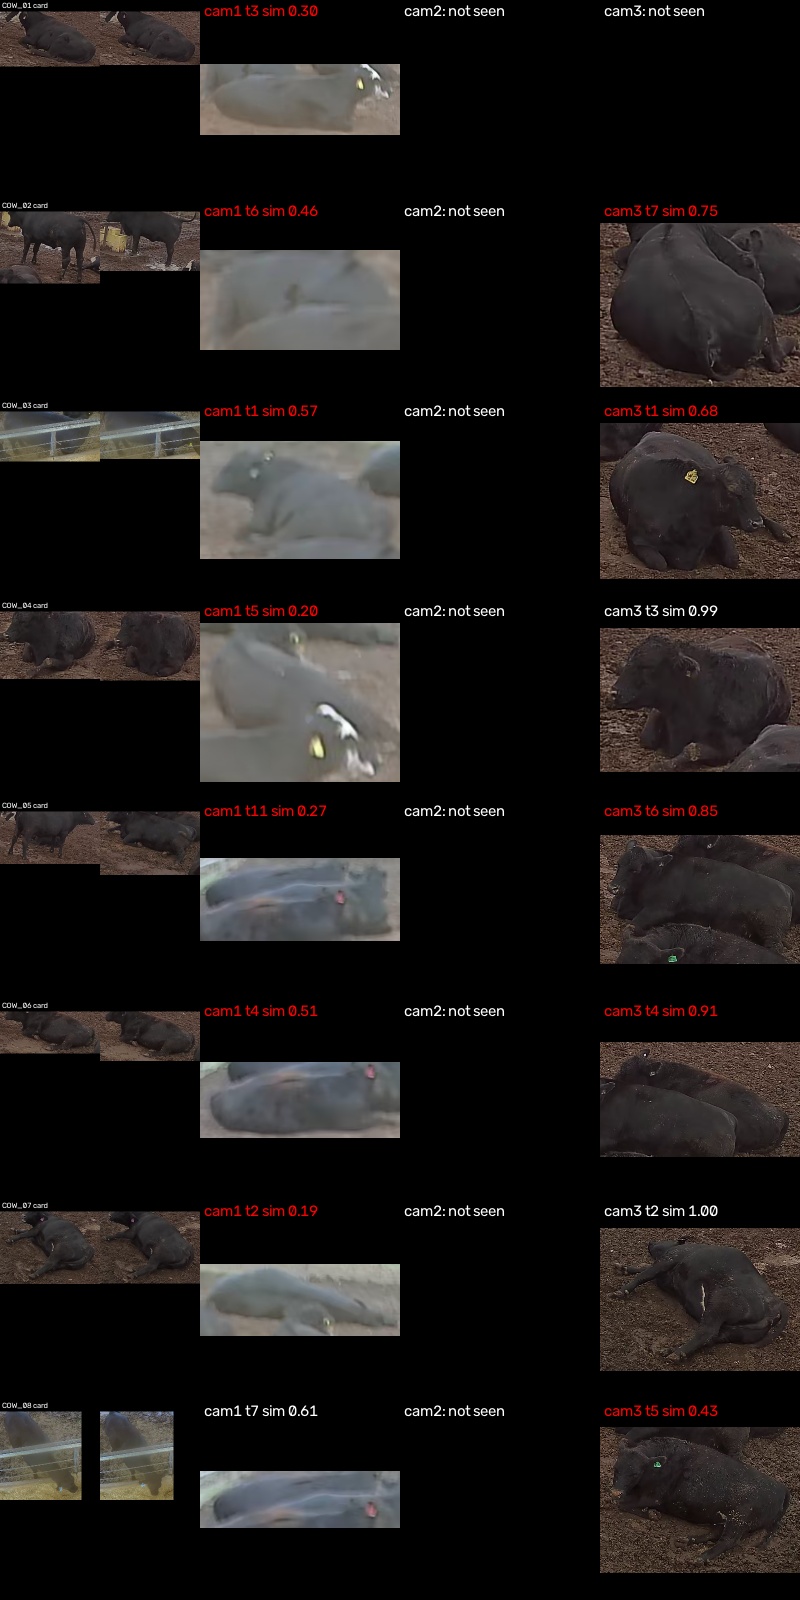 COW_01 card
cam1 t3 sim 0.30
cam2: not seen
cam3: not seen
COW_02 card
cam1 t6 sim 0.46
cam2: not seen
cam3 t7 sim 0.75
COW_03 card
cam1 t1 sim 0.57
cam2: not seen
cam3 t1 sim 0.68
COW_04 card
cam1 t5 sim 0.20
cam2: not seen
cam3 t3 sim 0.99
COW_05 card
cam1 t11 sim 0.27
cam2: not seen
cam3 t6 sim 0.85
COW_06 card
cam1 t4 sim 0.51
cam2: not seen
cam3 t4 sim 0.91
COW_07 card
cam1 t2 sim 0.19
cam2: not seen
cam3 t2 sim 1.00
COW_08 card
cam1 t7 sim 0.61
cam2: not seen
cam3 t5 sim 0.43